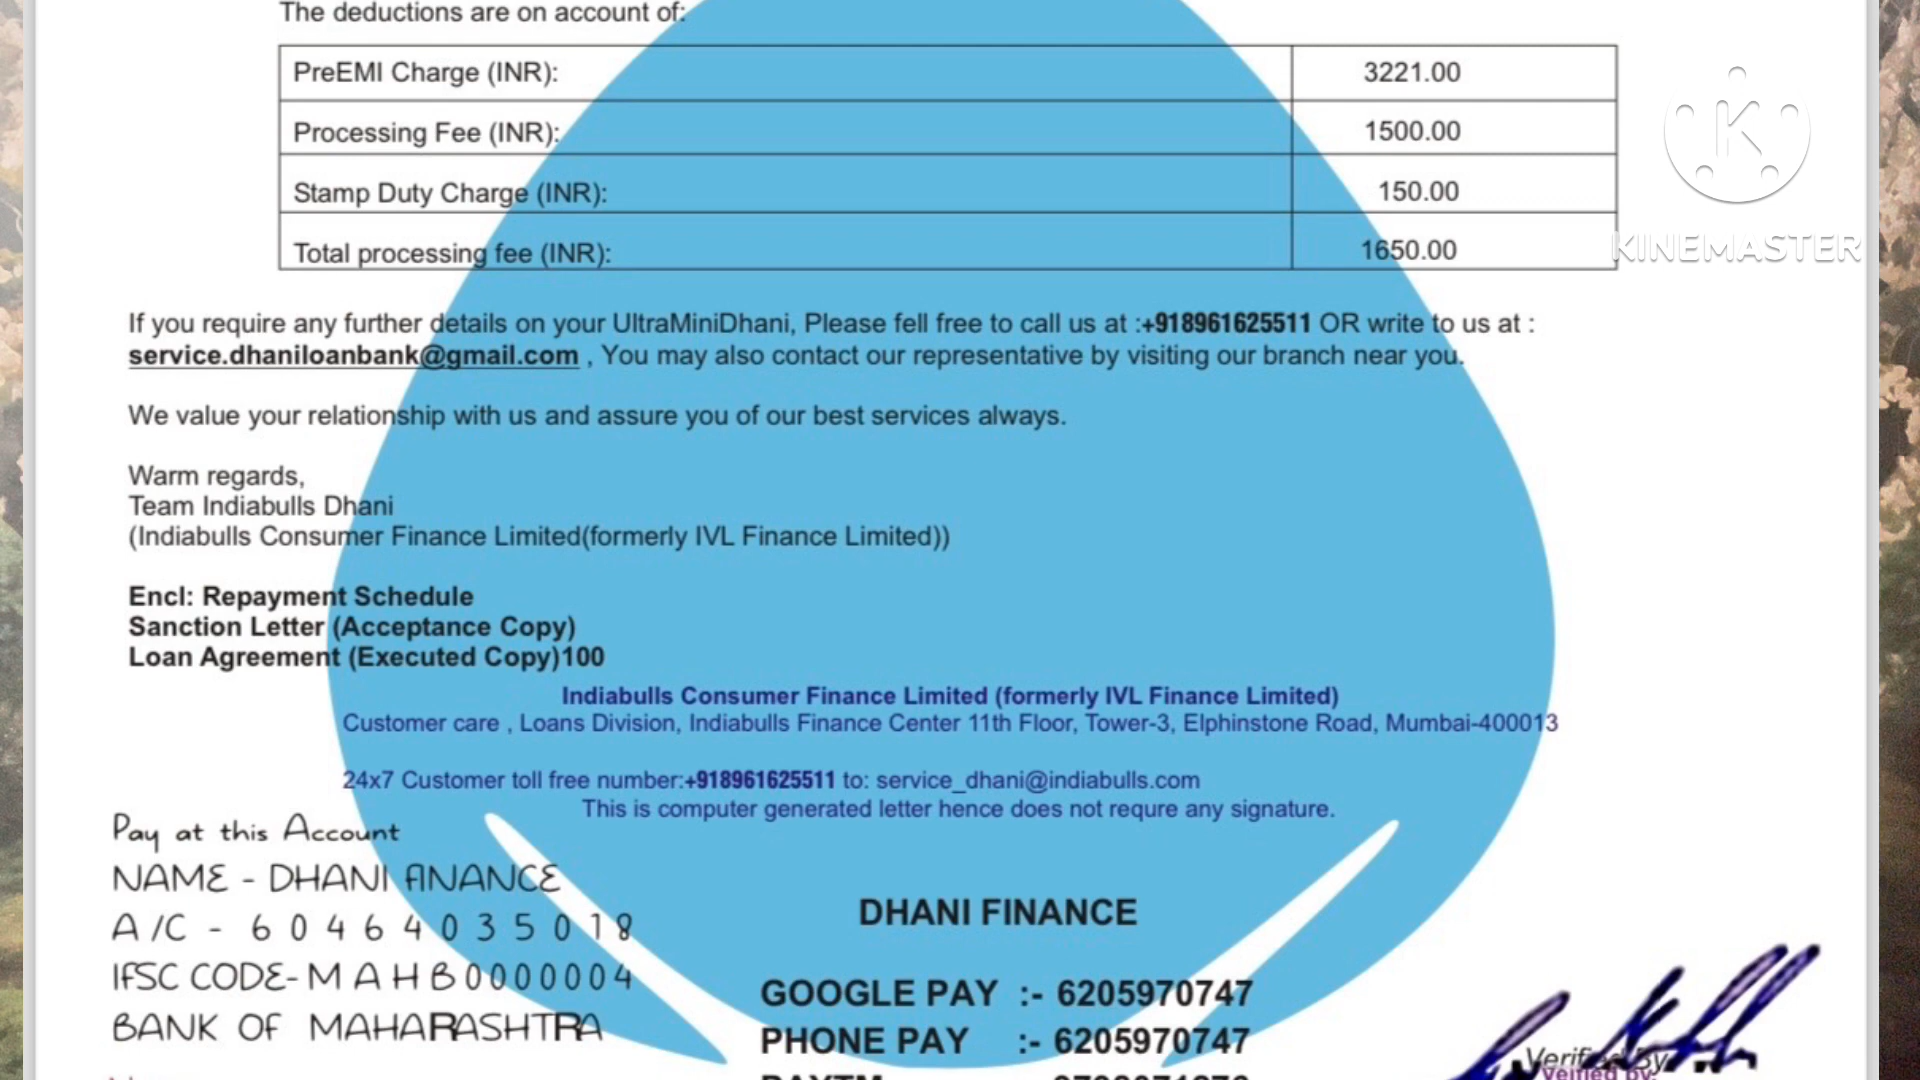 The deductions are on account of:
PreEMI Charge (INR): 3221.00
Processing Fee (INR): 1500.00
Stamp Duty Charge (INR): 150.00
Total processing fee (INR): 1650.00
KINEMASTER
If you require any further details on your UltraMiniDhani, Please fell free to call us at :+918961625511 OR write to us at :
service.dhaniloanbank@gmail.com , You may also contact our representative by visiting our branch near you.
We value your relationship with us and assure you of our best services always.
Warm regards,
Team Indiabulls Dhani
(Indiabulls Consumer Finance Limited(formerly IVL Finance Limited))
Encl: Repayment Schedule
Sanction Letter (Acceptance Copy)
Loan Agreement (Executed Copy)100
Indiabulls Consumer Finance Limited (formerly IVL Finance Limited)
Customer care , Loans Division, Indiabulls Finance Center 11th Floor, Tower-3, Elphinstone Road, Mumbai-400013
24x7 Customer toll free number:+918961625511 to: service_dhani@indiabulls.com
This is computer generated letter hence does not requre any signature.
Pay at this Account
NAME - DHANI FINANCE
A/C - 60464035018
IFSC CODE-MAHB0000004
BANK OF MAHARASHTRA
DHANI FINANCE
GOOGLE PAY :- 6205970747
PHONE PAY :- 6205970747
Verified By
Veified by: